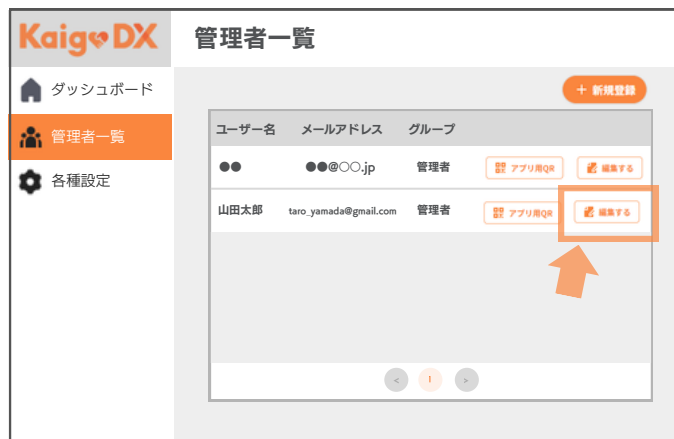 Kaigo DX
管理者一覧
ダッシュボード
管理者一覧
各種設定
+ 新規登録
ユーザー名 メールアドレス グループ
●● ●●@○○.jp 管理者 アプリ用QR 編集する
山田太郎 taro_yamada@gmail.com 管理者 アプリ用QR 編集する
< 1 >